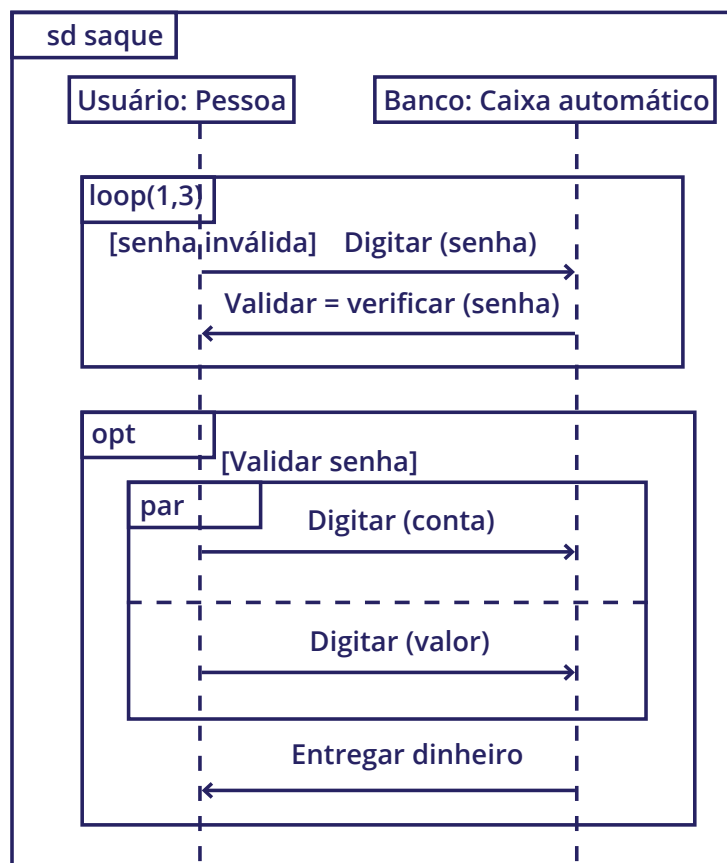 sd saque
Usuário: Pessoa
Banco: Caixa automático
loop(1,3)
[senha inválida] Digitar (senha)
Validar = verificar (senha)
opt
[Validar senha]
par
Digitar (conta)
Digitar (valor)
Entregar dinheiro